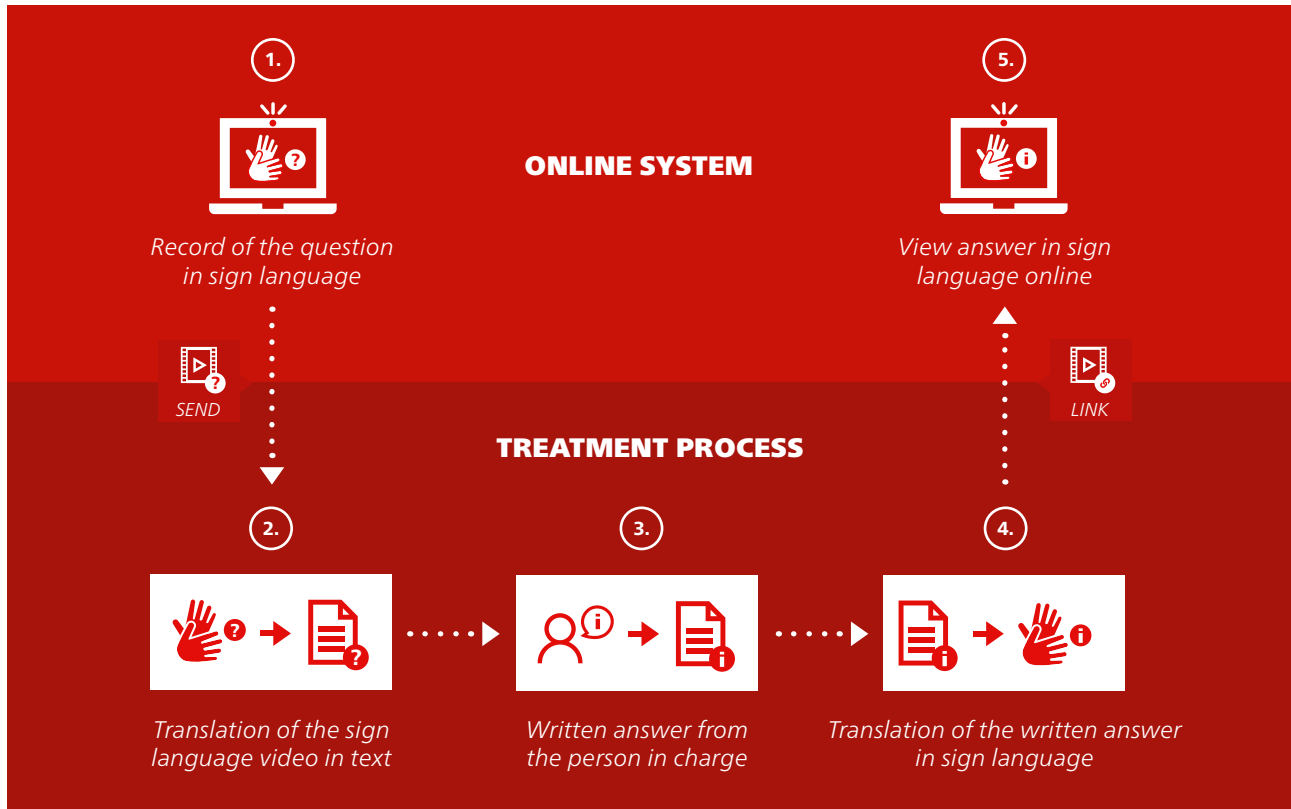 1.
5.
ONLINE SYSTEM
Record of the question
in sign language
View answer in sign
language online
SEND
LINK
TREATMENT PROCESS
2.
3.
4.
Translation of the sign
language video in text
Written answer from
the person in charge
Translation of the written answer
in sign language